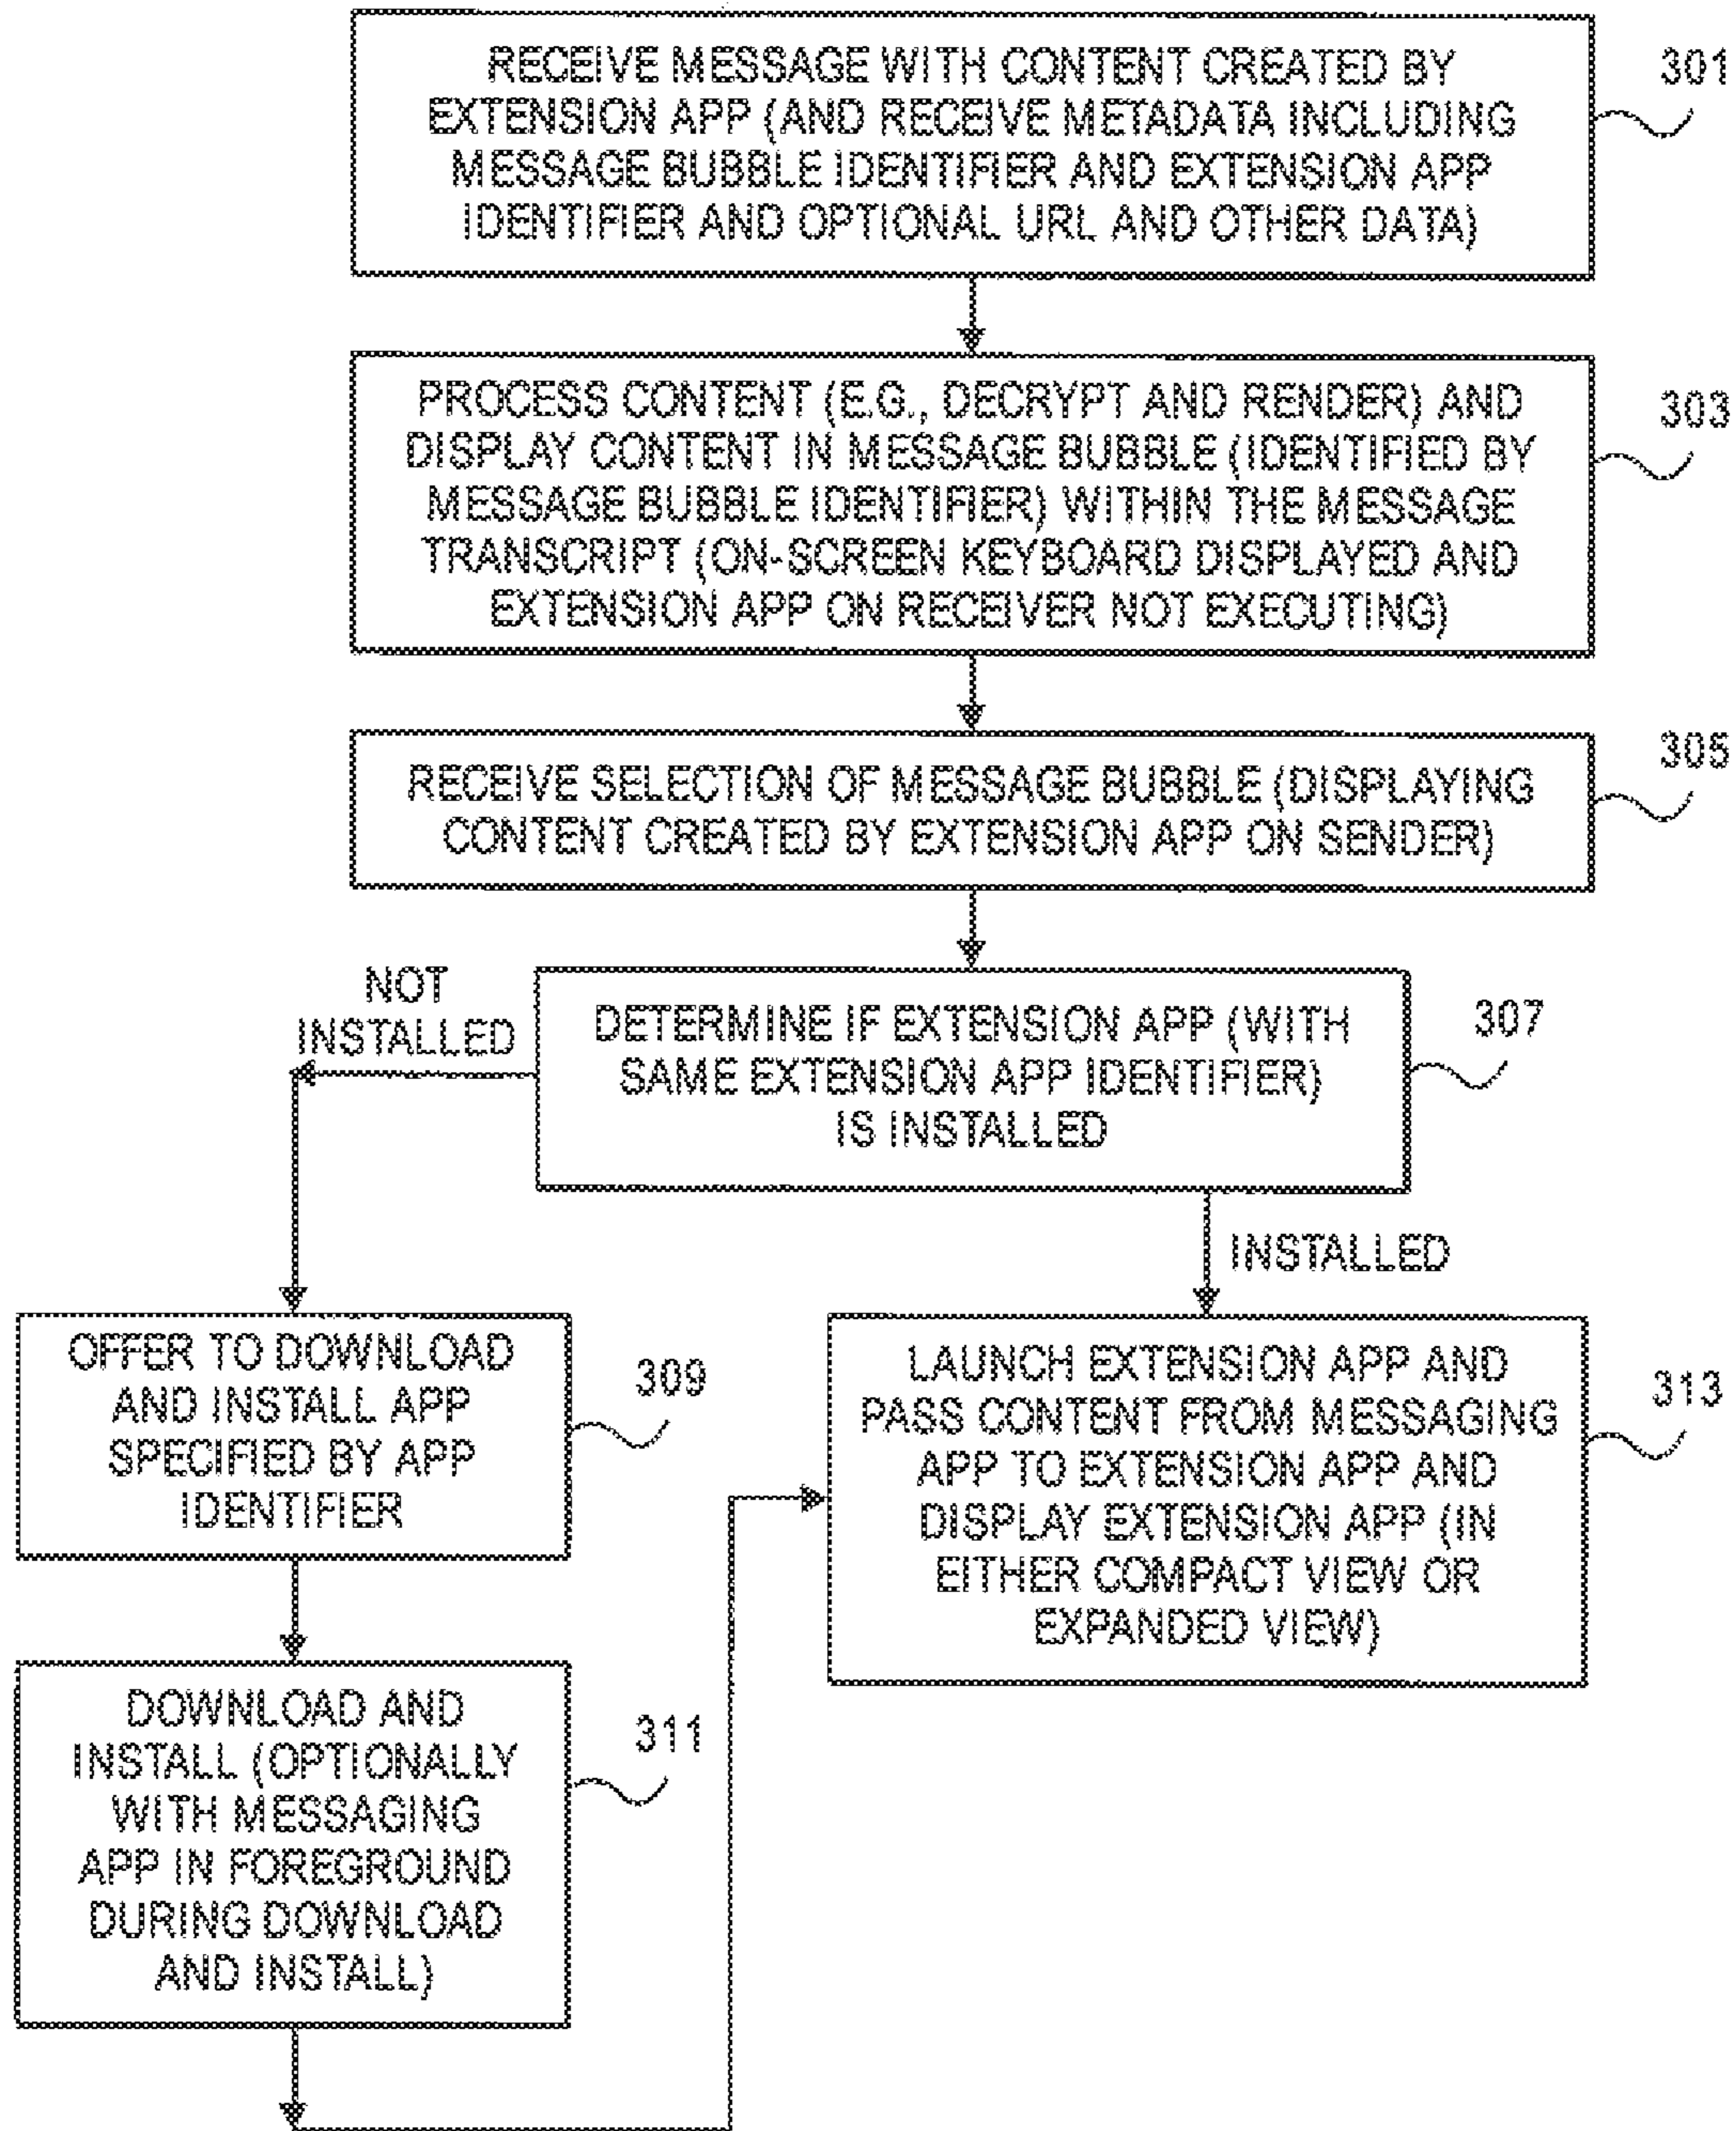 RECEIVE MESSAGE WITH CONTENT CREATED BY
EXTENSION APP (AND RECEIVE METADATA INCLUDING
MESSAGE BUBBLE IDENTIFIER AND EXTENSION APP
IDENTIFIER AND OPTIONAL URL AND OTHER DATA)
301
PROCESS CONTENT (E.G., DECRYPT AND RENDER) AND
DISPLAY CONTENT IN MESSAGE BUBBLE (IDENTIFIED BY
MESSAGE BUBBLE IDENTIFIER) WITHIN THE MESSAGE
TRANSCRIPT (ON-SCREEN KEYBOARD DISPLAYED AND
EXTENSION APP ON RECEIVER NOT EXECUTING)
303
RECEIVE SELECTION OF MESSAGE BUBBLE (DISPLAYING
CONTENT CREATED BY EXTENSION APP ON SENDER)
305
DETERMINE IF EXTENSION APP (WITH
SAME EXTENSION APP IDENTIFIER)
IS INSTALLED
307
NOT
INSTALLED
INSTALLED
OFFER TO DOWNLOAD
AND INSTALL APP
SPECIFIED BY APP
IDENTIFIER
309
LAUNCH EXTENSION APP AND
PASS CONTENT FROM MESSAGING
APP TO EXTENSION APP AND
DISPLAY EXTENSION APP (IN
EITHER COMPACT VIEW OR
EXPANDED VIEW)
313
DOWNLOAD AND
INSTALL (OPTIONALLY
WITH MESSAGING
APP IN FOREGROUND
DURING DOWNLOAD
AND INSTALL)
311